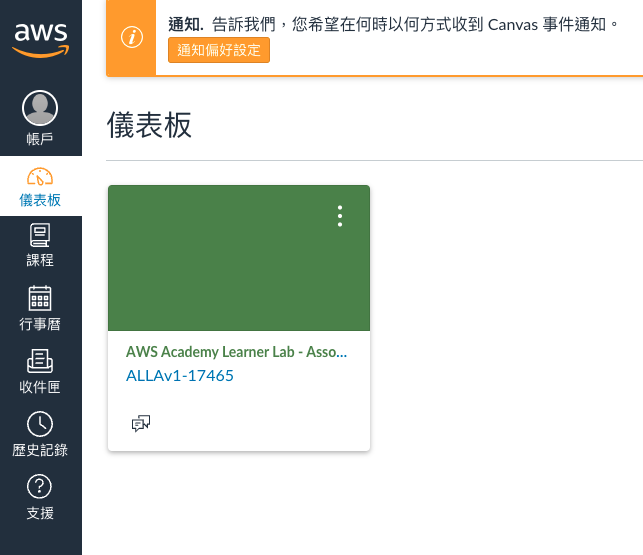 aws
帳戶
儀表板
課程
行事曆
收件匣
歷史記錄
支援
通知. 告訴我們，您希望在何時以何方式收到 Canvas 事件通知。
通知偏好設定
儀表板
AWS Academy Learner Lab - Asso...
ALLAv1-17465